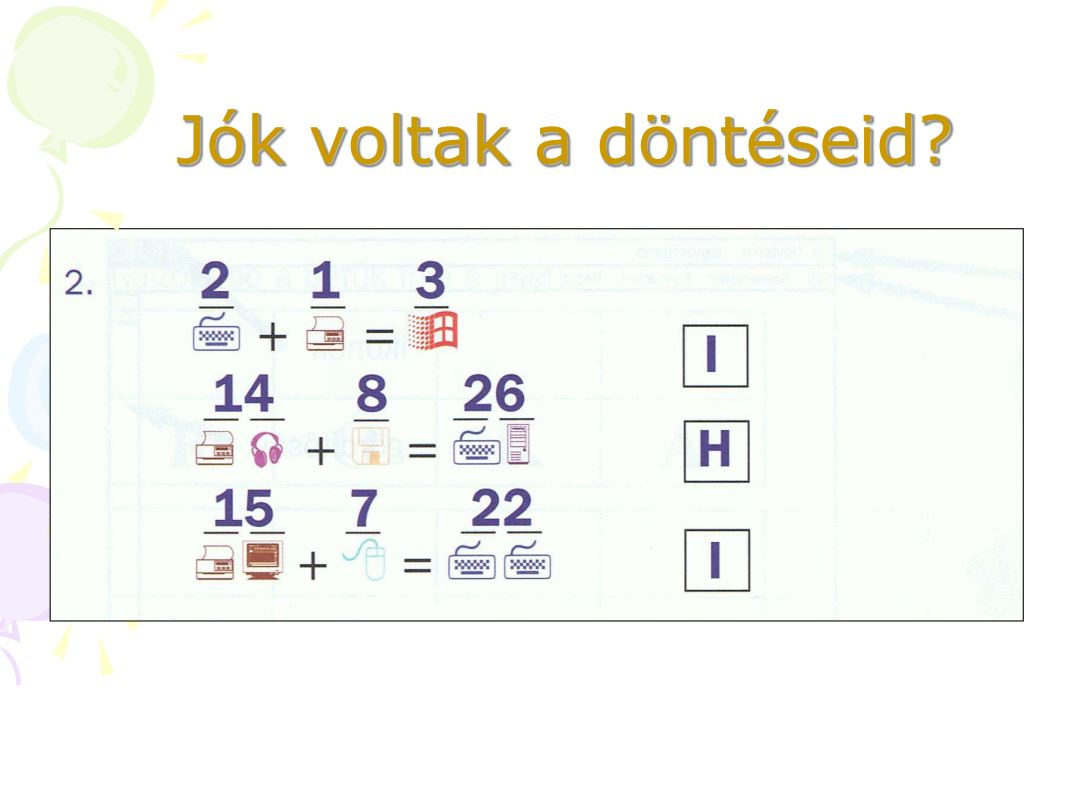 Jók voltak a döntéseid?
2.
2 1 3
+ = I
14 8 26
+ = H
15 7 22
+ = I